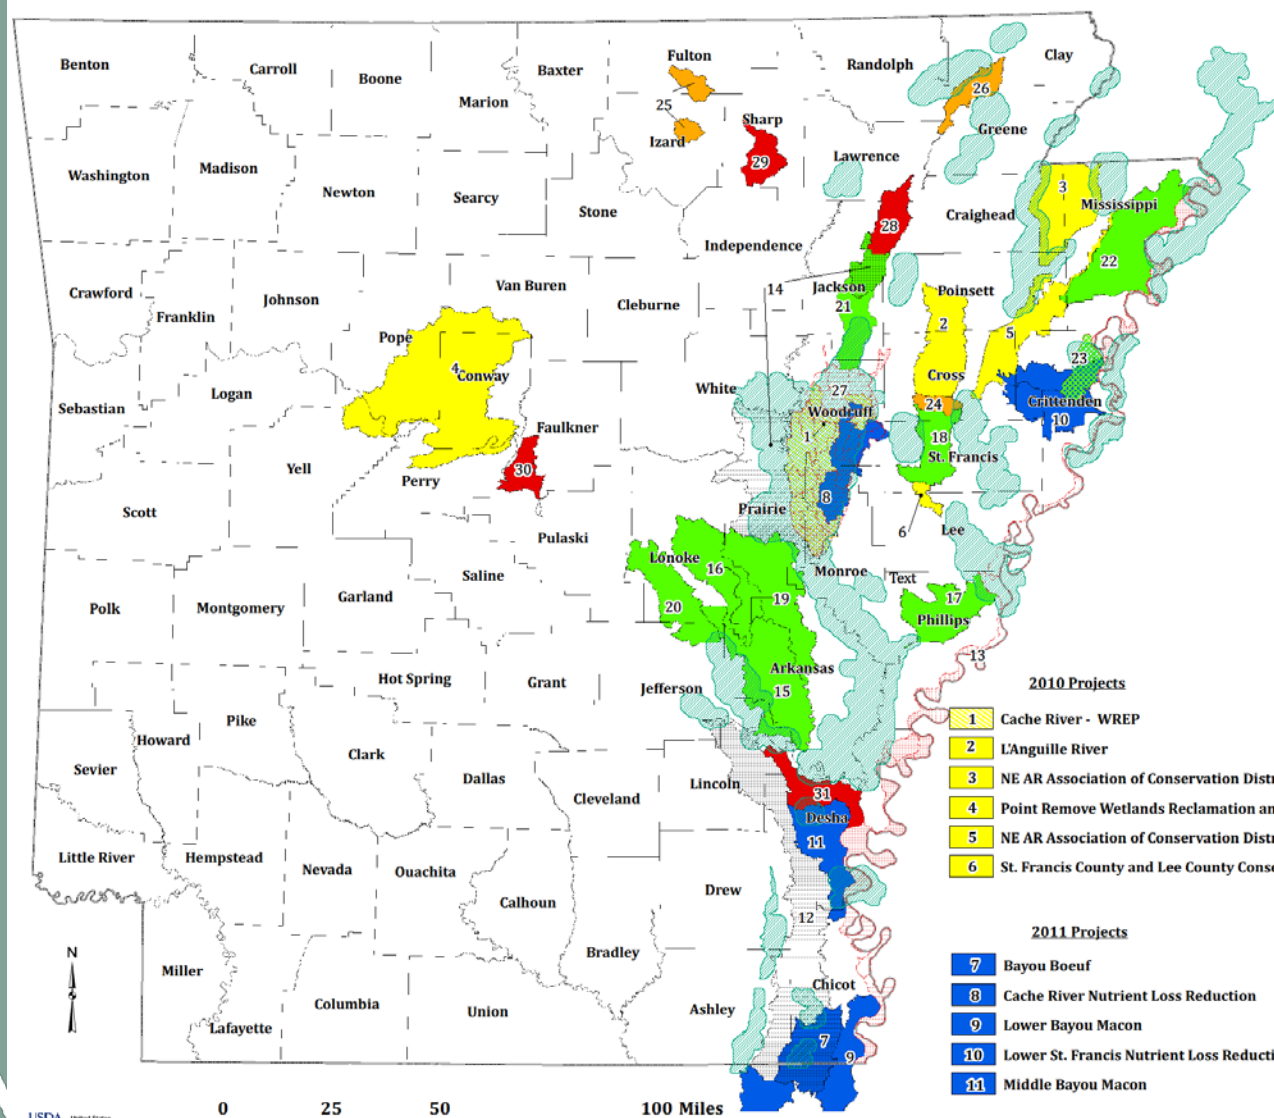 Benton
Carroll
Boone
Baxter
Marion
Fulton
25
Izard
Sharp
29
Randolph
Clay
26
Greene
Lawrence
Washington
Madison
Newton
Searcy
Stone
Independence
28
Craighead
3
Mississippi
22
Crawford
Franklin
Johnson
Van Buren
Cleburne
14
Jackson
21
Poinsett
2
5
Pope
4
Conway
Cross
23
Crittenden
10
Sebastian
Logan
White
27
Woodruff
1
24
18
St. Francis
Faulkner
30
Yell
Perry
8
6
Lee
Scott
Prairie
Pulaski
Lonoke
16
Monroe
Text
Saline
Polk
Montgomery
Garland
20
19
17
Phillips
13
Hot Spring
Grant
Jefferson
Arkansas
15
Pike
Howard
Clark
Sevier
Dallas
Cleveland
Lincoln
31
Desha
11
Little River
Hempstead
Nevada
Ouachita
Calhoun
Drew
12
Bradley
Miller
Lafayette
Columbia
Union
Ashley
Chicot
7
9
N
0 25 50 100 Miles
USDA
2010 Projects
1 Cache River - WREP
2 L'Anguille River
3 NE AR Association of Conservation Distr
4 Point Remove Wetlands Reclamation an
5 NE AR Association of Conservation Distr
6 St. Francis County and Lee County Conse
2011 Projects
7 Bayou Boeuf
8 Cache River Nutrient Loss Reduction
9 Lower Bayou Macon
10 Lower St. Francis Nutrient Loss Reducti
11 Middle Bayou Macon